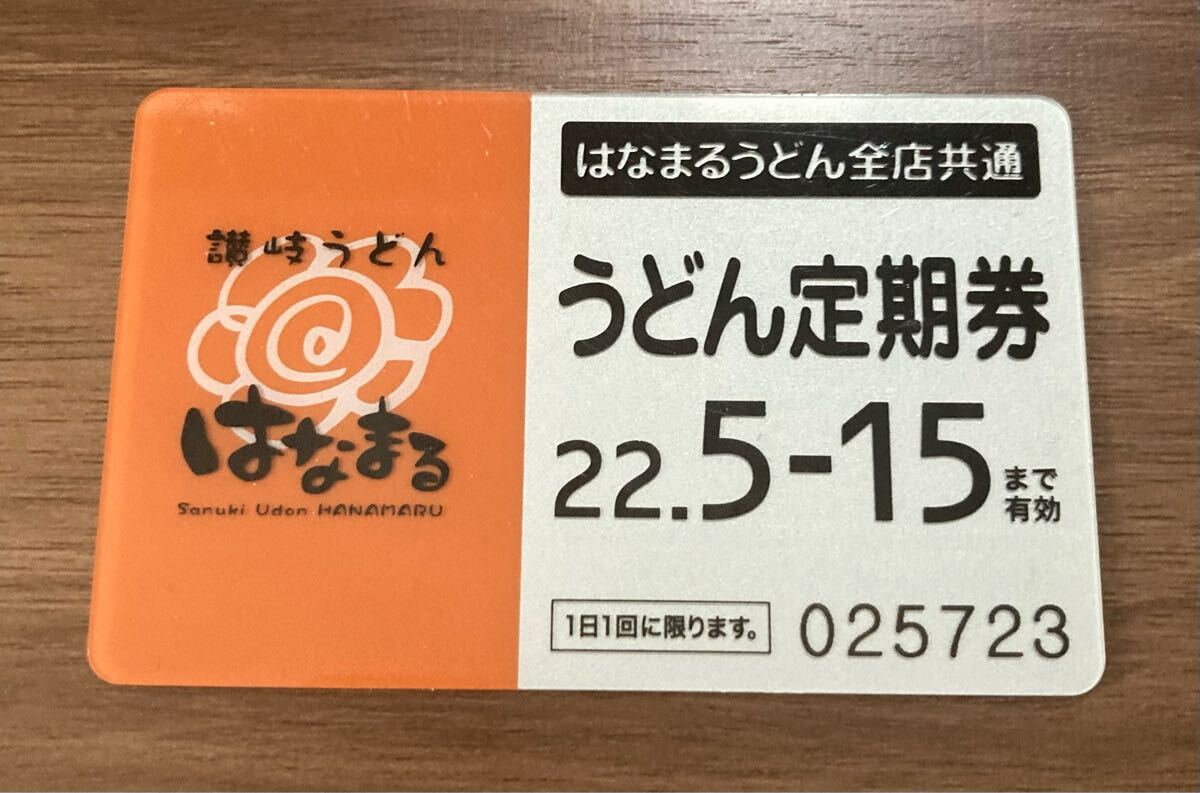 讃岐うどん
はなまる
Sanuki Udon HANAMARU
はなまるうどん全店共通
うどん定期券
22.5-15まで有効
1日1回に限ります。
025723